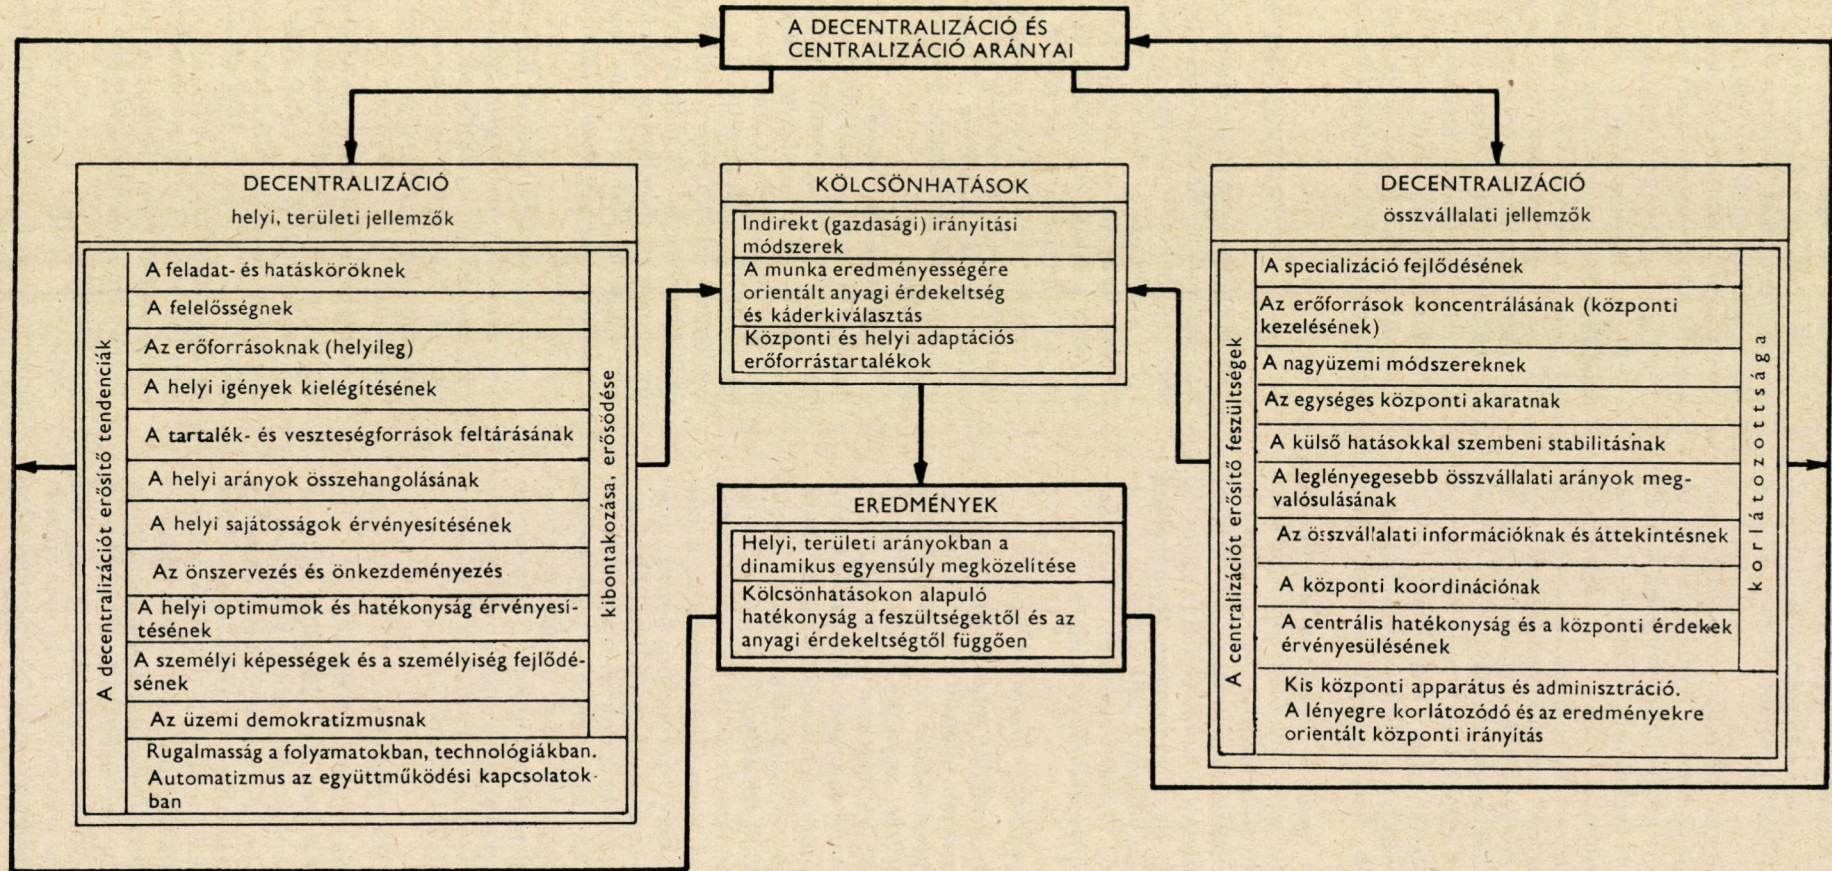 A DECENTRALIZÁCIÓ ÉS
CENTRALIZÁCIÓ ARÁNYAI
DECENTRALIZÁCIÓ
helyi, területi jellemzők
A decentralizációt erősítő tendenciák
A feladat- és hatásköröknek
A felelősségnek
Az erőforrásoknak (helyileg)
A helyi igények kielégítésének
A tartalék- és veszteségforrások feltárásának
A helyi arányok összehangolásának
A helyi sajátosságok érvényesítésének
Az önszervezés és önkezdeményezés
A helyi optimumok és hatékonyság érvényesí-
tésének
A személyi képességek és a személyiség fejlődé-
sének
Az üzemi demokratizmusnak
kibontakozása, erősödése
Rugalmasság a folyamatokban, technológiákban.
Automatizmus az együttműködési kapcsolatok-
ban
KÖLCSÖNHATÁSOK
Indirekt (gazdasági) irányítási
módszerek
A munka eredményességére
orientált anyagi érdekeltség
és káderkiválasztás
Központi és helyi adaptációs
erőforrástartalékok
EREDMÉNYEK
Helyi, területi arányokban a
dinamikus egyensúly megközelítése
Kölcsönhatásokon alapuló
hatékonyság a feszültségektől és az
anyagi érdekeltségtől függően
DECENTRALIZÁCIÓ
összvállalati jellemzők
A centralizációt erősítő feszültségek
A specializáció fejlődésének
Az erőforrások koncentrálásának (központi
kezelésének)
A nagyüzemi módszereknek
Az egységes központi akaratnak
A külső hatásokkal szembeni stabilitásnak
A leglényegesebb összvállalati arányok meg-
valósulásának
Az összvállalati információknak és áttekintésnek
A központi koordinációnak
A centrális hatékonyság és a központi érdekek
érvényesülésének
korlátozottsága
Kis központi apparátus és adminisztráció.
A lényegre korlátozódó és az eredményekre
orientált központi irányítás